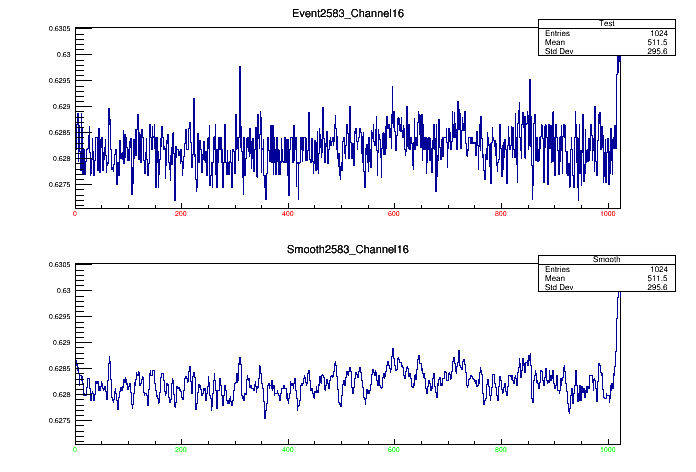 Event2583_Channel16
Test
Entries 1024
Mean 511.5
Std Dev 295.6
0.6305
0.63
0.6295
0.629
0.6285
0.628
0.6275
0 200 400 600 800 1000
Smooth2583_Channel16
Smooth
Entries 1024
Mean 511.5
Std Dev 295.6
0.6305
0.63
0.6295
0.629
0.6285
0.628
0.6275
0 200 400 600 800 1000